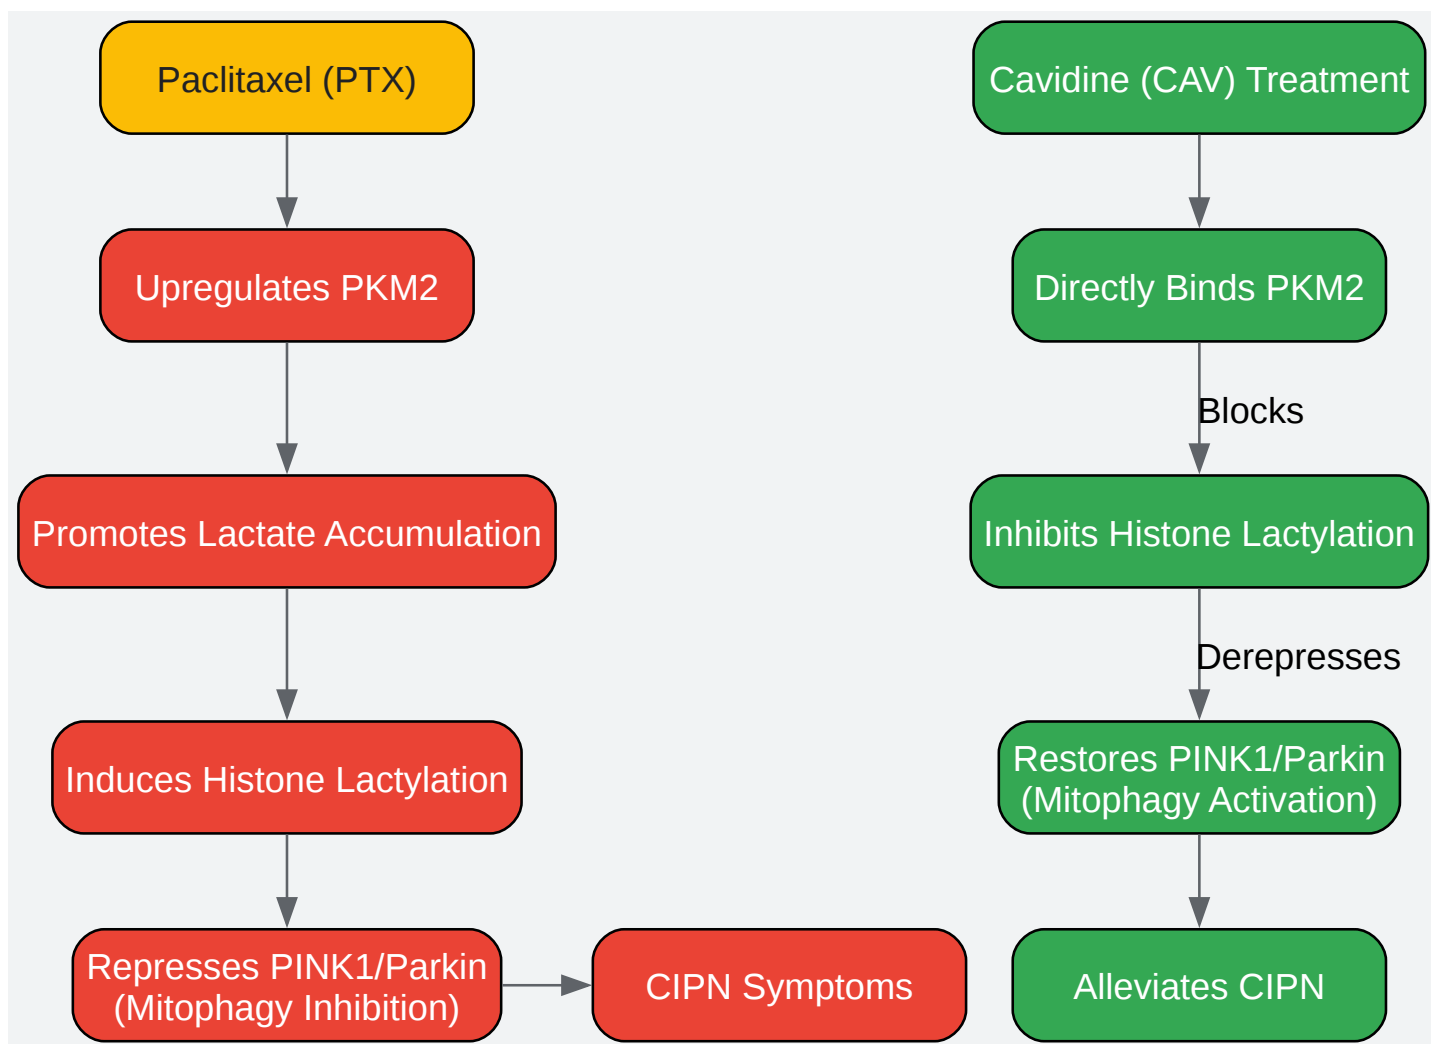 Paclitaxel (PTX)
Upregulates PKM2
Promotes Lactate Accumulation
Induces Histone Lactylation
Represses PINK1/Parkin
(Mitophagy Inhibition)
CIPN Symptoms
Cavidine (CAV) Treatment
Directly Binds PKM2
Blocks
Inhibits Histone Lactylation
Derepresses
Restores PINK1/Parkin
(Mitophagy Activation)
Alleviates CIPN